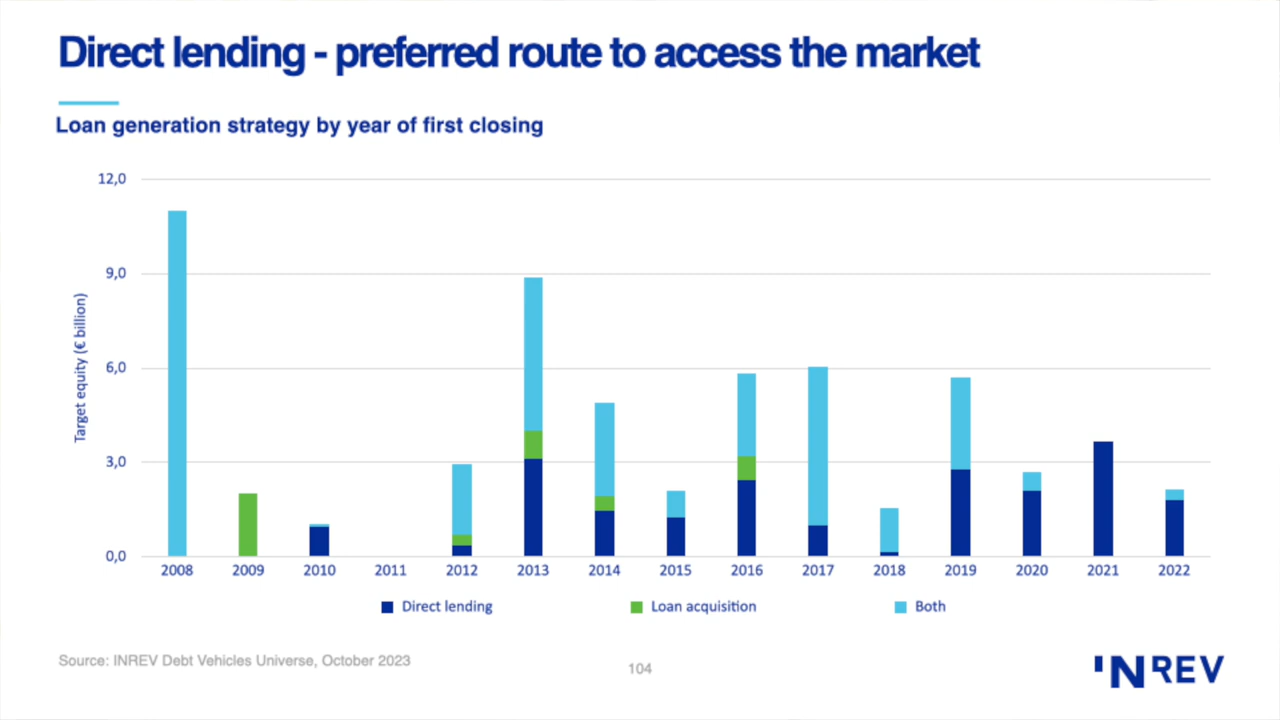 Direct lending - preferred route to access the market
Loan generation strategy by year of first closing
Target equity (€ billion)
12,0
9,0
6,0
3,0
0,0
2008 2009 2010 2011 2012 2013 2014 2015 2016 2017 2018 2019 2020 2021 2022
Direct lending Loan acquisition Both
Source: INREV Debt Vehicles Universe, October 2023
104
INREV